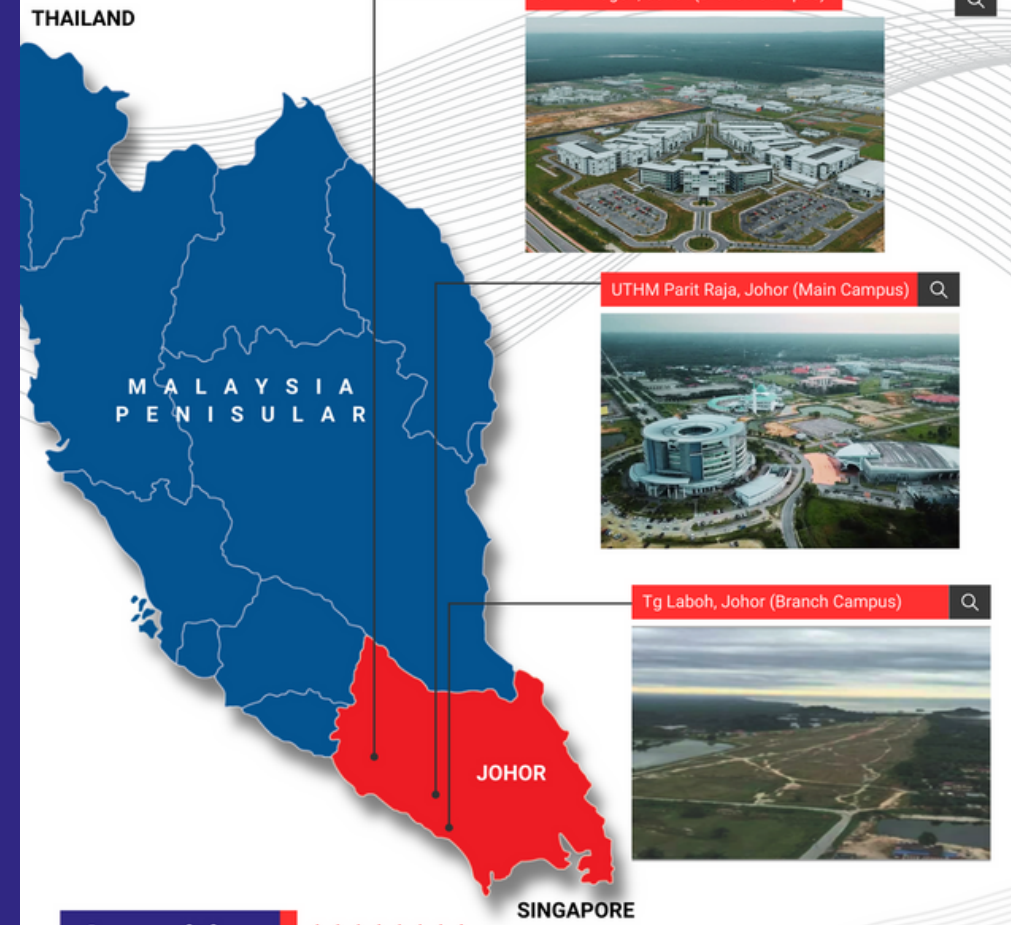 THAILAND
UTHM Parit Raja, Johor (Main Campus)
MALAYSIA
PENISULAR
Tg Laboh, Johor (Branch Campus)
JOHOR
SINGAPORE